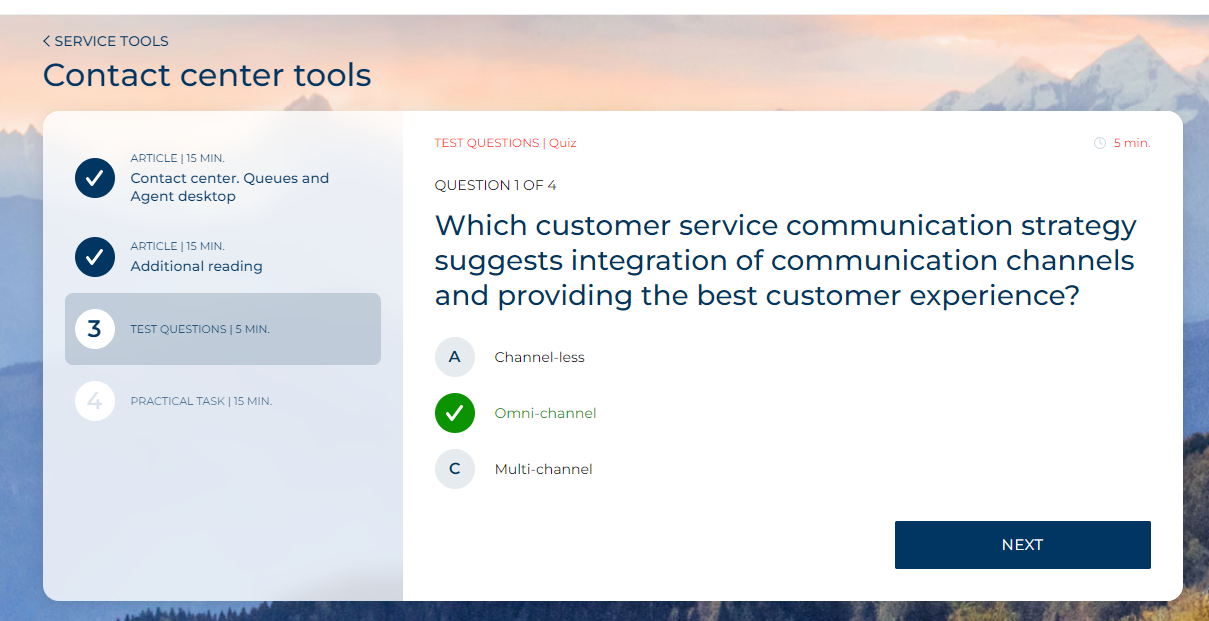 SERVICE TOOLS
Contact center tools
ARTICLE | 15 MIN.
Contact center. Queues and
Agent desktop
ARTICLE | 15 MIN.
Additional reading
3
TEST QUESTIONS | 5 MIN.
4
PRACTICAL TASK | 15 MIN.
TEST QUESTIONS | Quiz
5 min.
QUESTION 1 OF 4
Which customer service communication strategy
suggests integration of communication channels
and providing the best customer experience?
A Channel-less
Omni-channel
C Multi-channel
NEXT